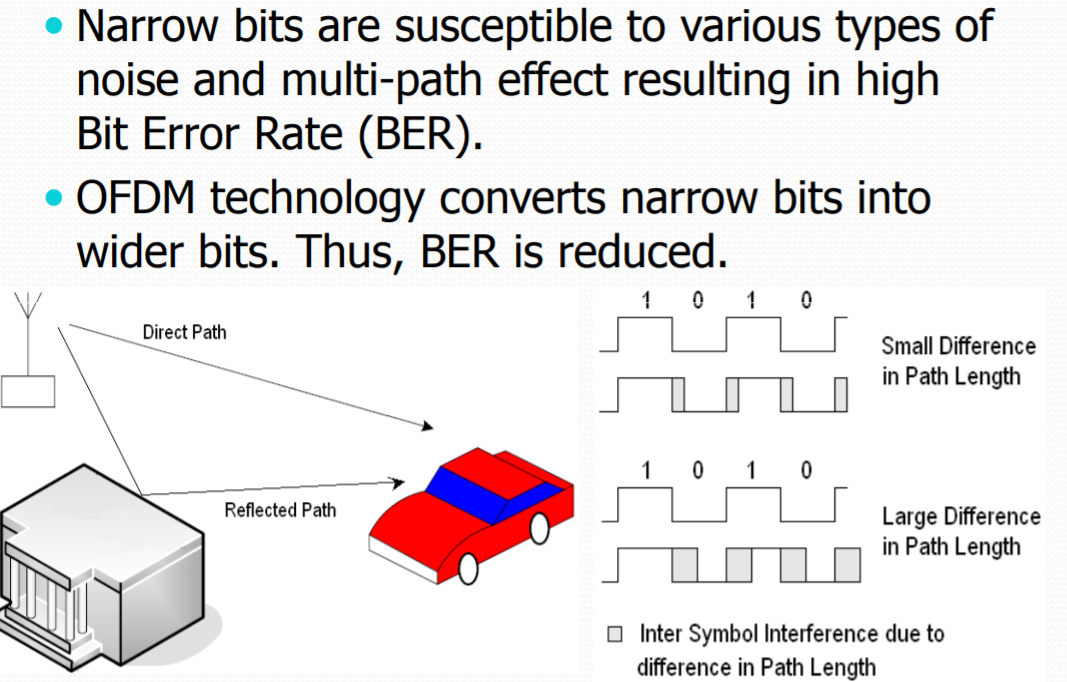 • Narrow bits are susceptible to various types of
noise and multi-path effect resulting in high
Bit Error Rate (BER).
• OFDM technology converts narrow bits into
wider bits. Thus, BER is reduced.
Direct Path
Reflected Path
1 0 1 0
Small Difference
in Path Length
1 0 1 0
Large Difference
in Path Length
Inter Symbol Interference due to
difference in Path Length